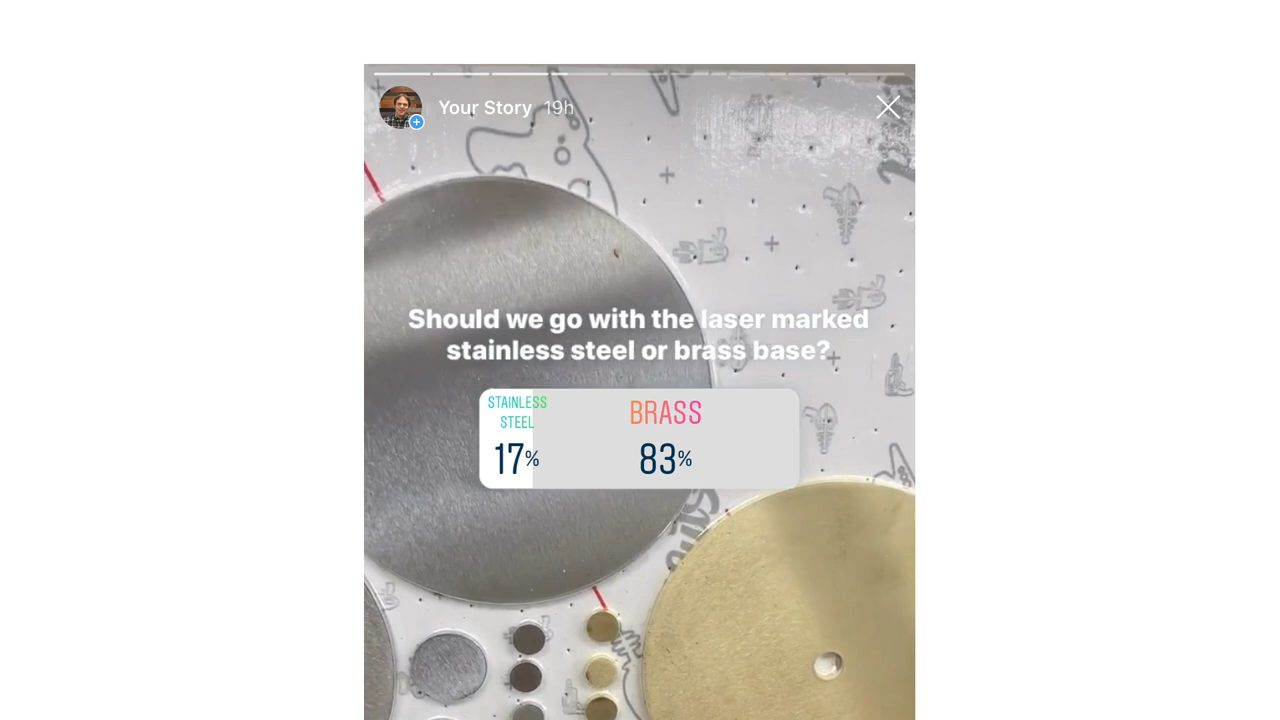 Your Story 19h
Should we go with the laser marked
stainless steel or brass base?
STAINLESS
STEEL
BRASS
17%
83%